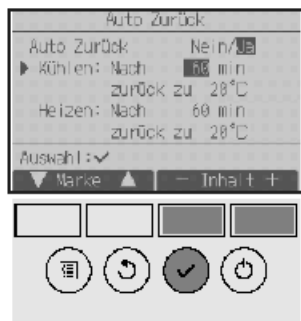 Auto Zurück
Auto Zurück Nein/Ja
▶ Kühlen: Nach 60 min
zurück zu 28°C
Heizen: Nach 60 min
zurück zu 20°C
Auswahl:✔
▼ Marke ▲ − Inhalt +